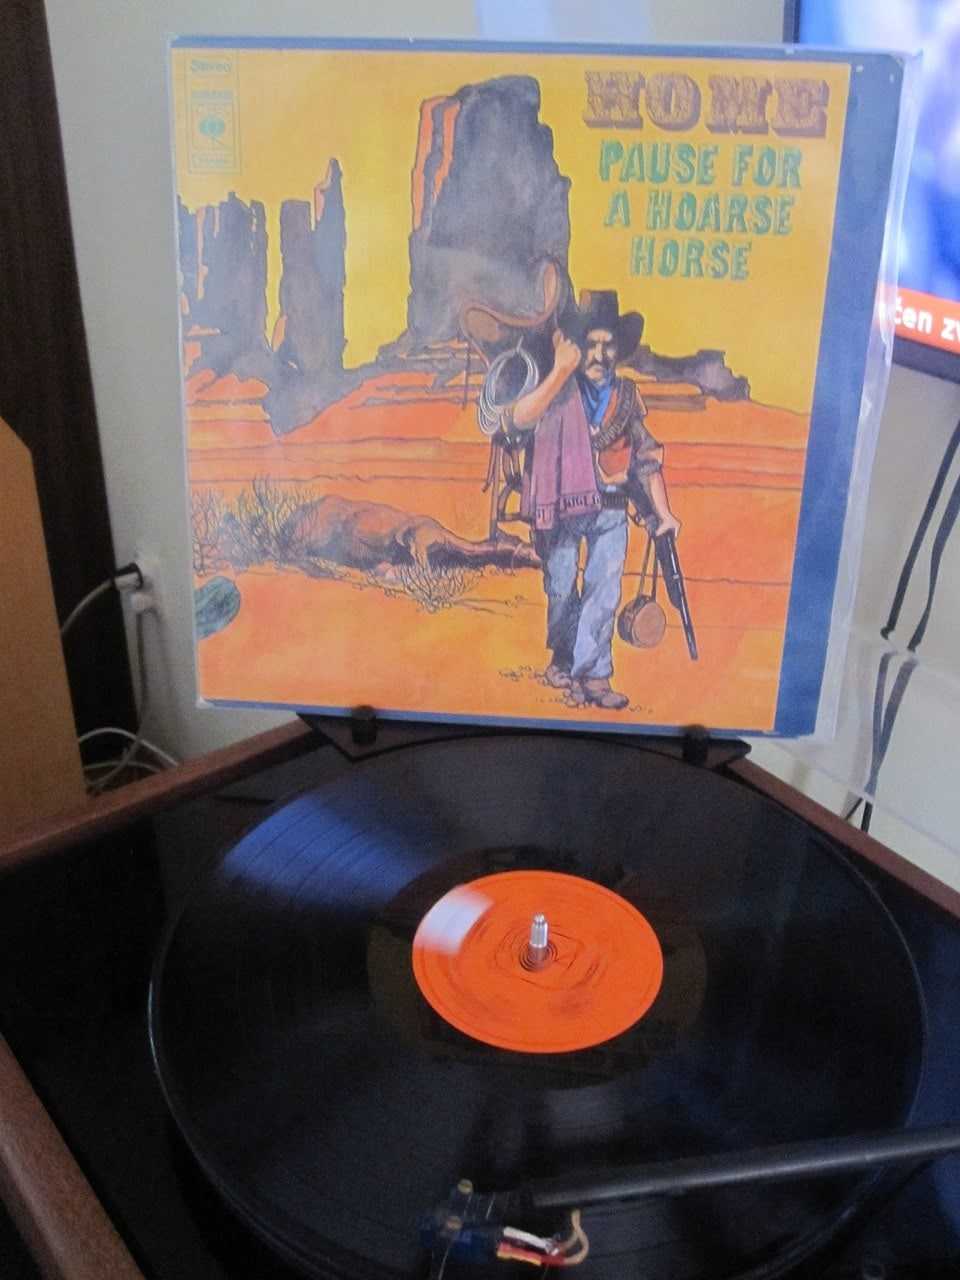 Stereo
HOME
PAUSE FOR
A HOARSE
HORSE
čen zv